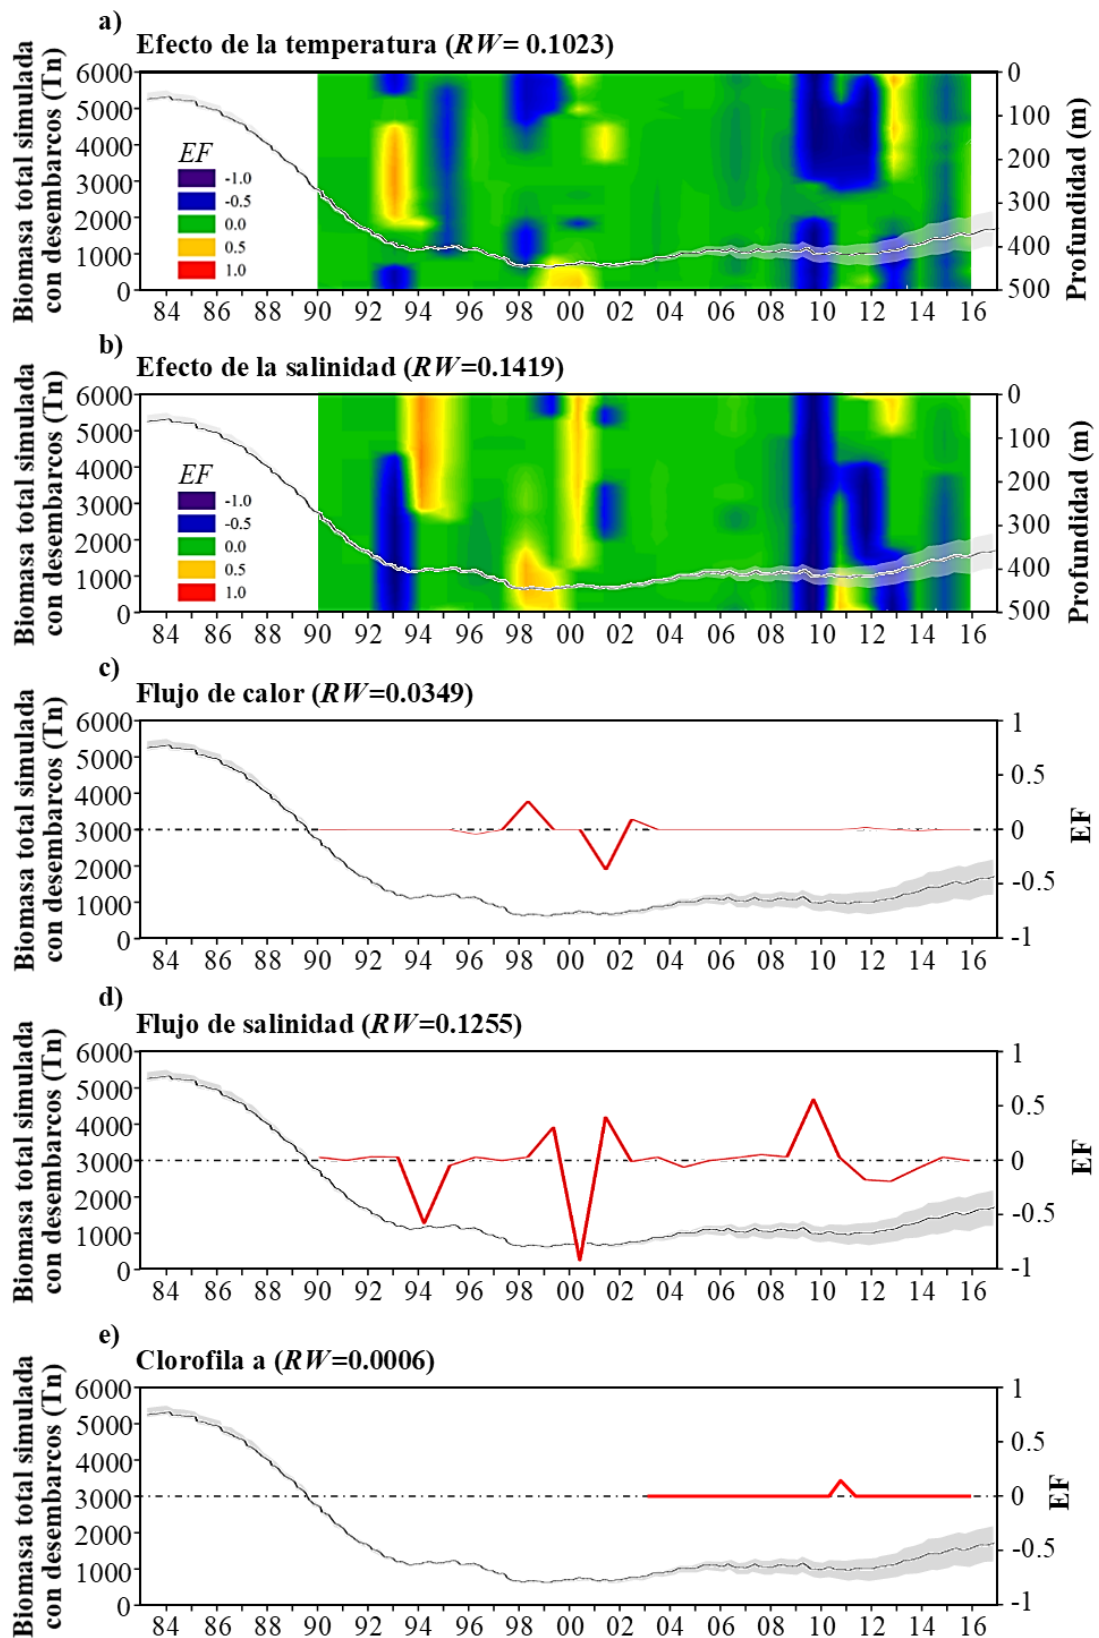 a)
Efecto de la temperatura (RW= 0.1023)
Biomasa total simulada
con desembarcos (Tn)
6000
5000
4000
3000
2000
1000
0
EF
-1.0
-0.5
0.0
0.5
1.0
0
100
200
300
400
500
Profundidad (m)
84 86 88 90 92 94 96 98 00 02 04 06 08 10 12 14 16
b)
Efecto de la salinidad (RW=0.1419)
Biomasa total simulada
con desembarcos (Tn)
6000
5000
4000
3000
2000
1000
0
EF
-1.0
-0.5
0.0
0.5
1.0
0
100
200
300
400
500
Profundidad (m)
84 86 88 90 92 94 96 98 00 02 04 06 08 10 12 14 16
c)
Flujo de calor (RW=0.0349)
Biomasa total simulada
con desembarcos (Tn)
6000
5000
4000
3000
2000
1000
0
1
0.5
0
-0.5
-1
EF
84 86 88 90 92 94 96 98 00 02 04 06 08 10 12 14 16
d)
Flujo de salinidad (RW=0.1255)
Biomasa total simulada
con desembarcos (Tn)
6000
5000
4000
3000
2000
1000
0
1
0.5
0
-0.5
-1
EF
84 86 88 90 92 94 96 98 00 02 04 06 08 10 12 14 16
e)
Clorofila a (RW=0.0006)
Biomasa total simulada
con desembarcos (Tn)
6000
5000
4000
3000
2000
1000
0
1
0.5
0
-0.5
-1
EF
84 86 88 90 92 94 96 98 00 02 04 06 08 10 12 14 16